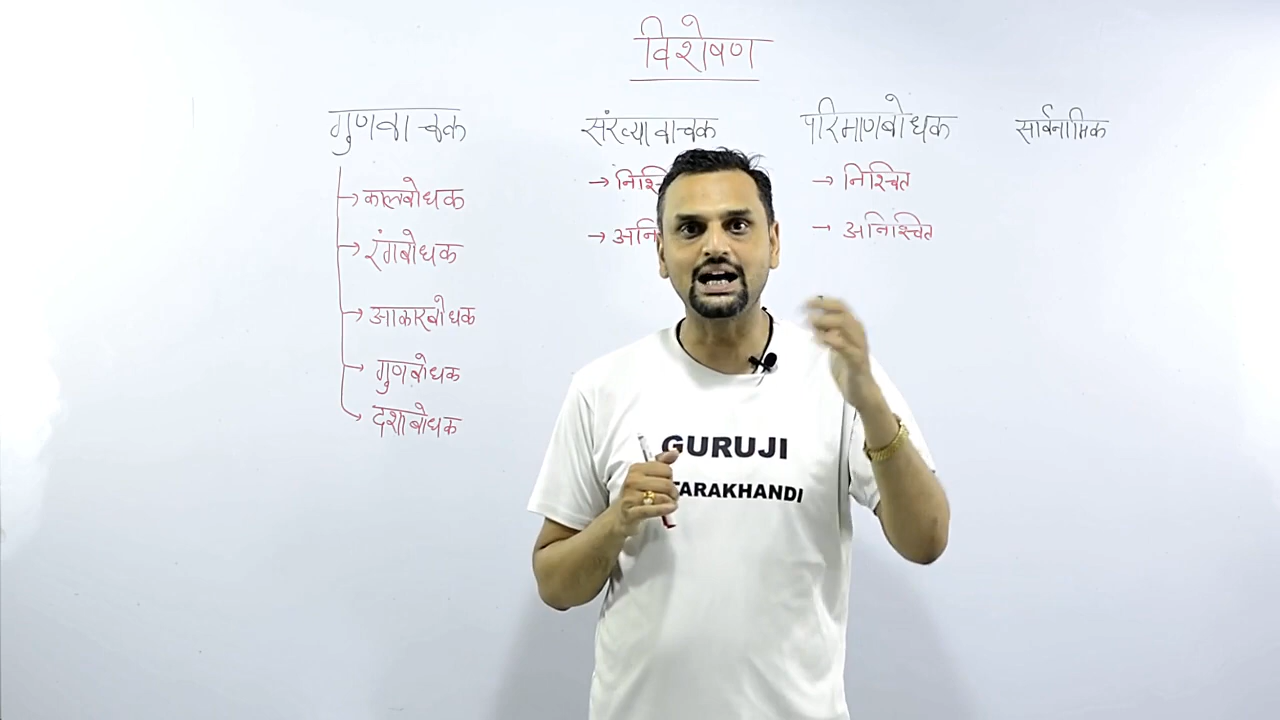 विशेषण
गुणवाचक
संख्यावाचक
परिमाणबोधक
सार्वनामिक
→ कालबोधक
→ रंगबोधक
→ आकारबोधक
→ गुणबोधक
→ दशाबोधक
→ निश्चित
→ अनिश्चित
GURUJI